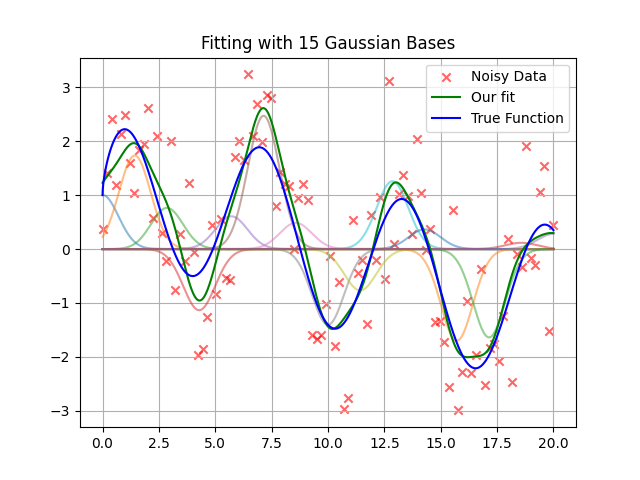 Fitting with 15 Gaussian Bases
Noisy Data
Our fit
True Function
3
2
1
0
−1
−2
−3
0.0 2.5 5.0 7.5 10.0 12.5 15.0 17.5 20.0